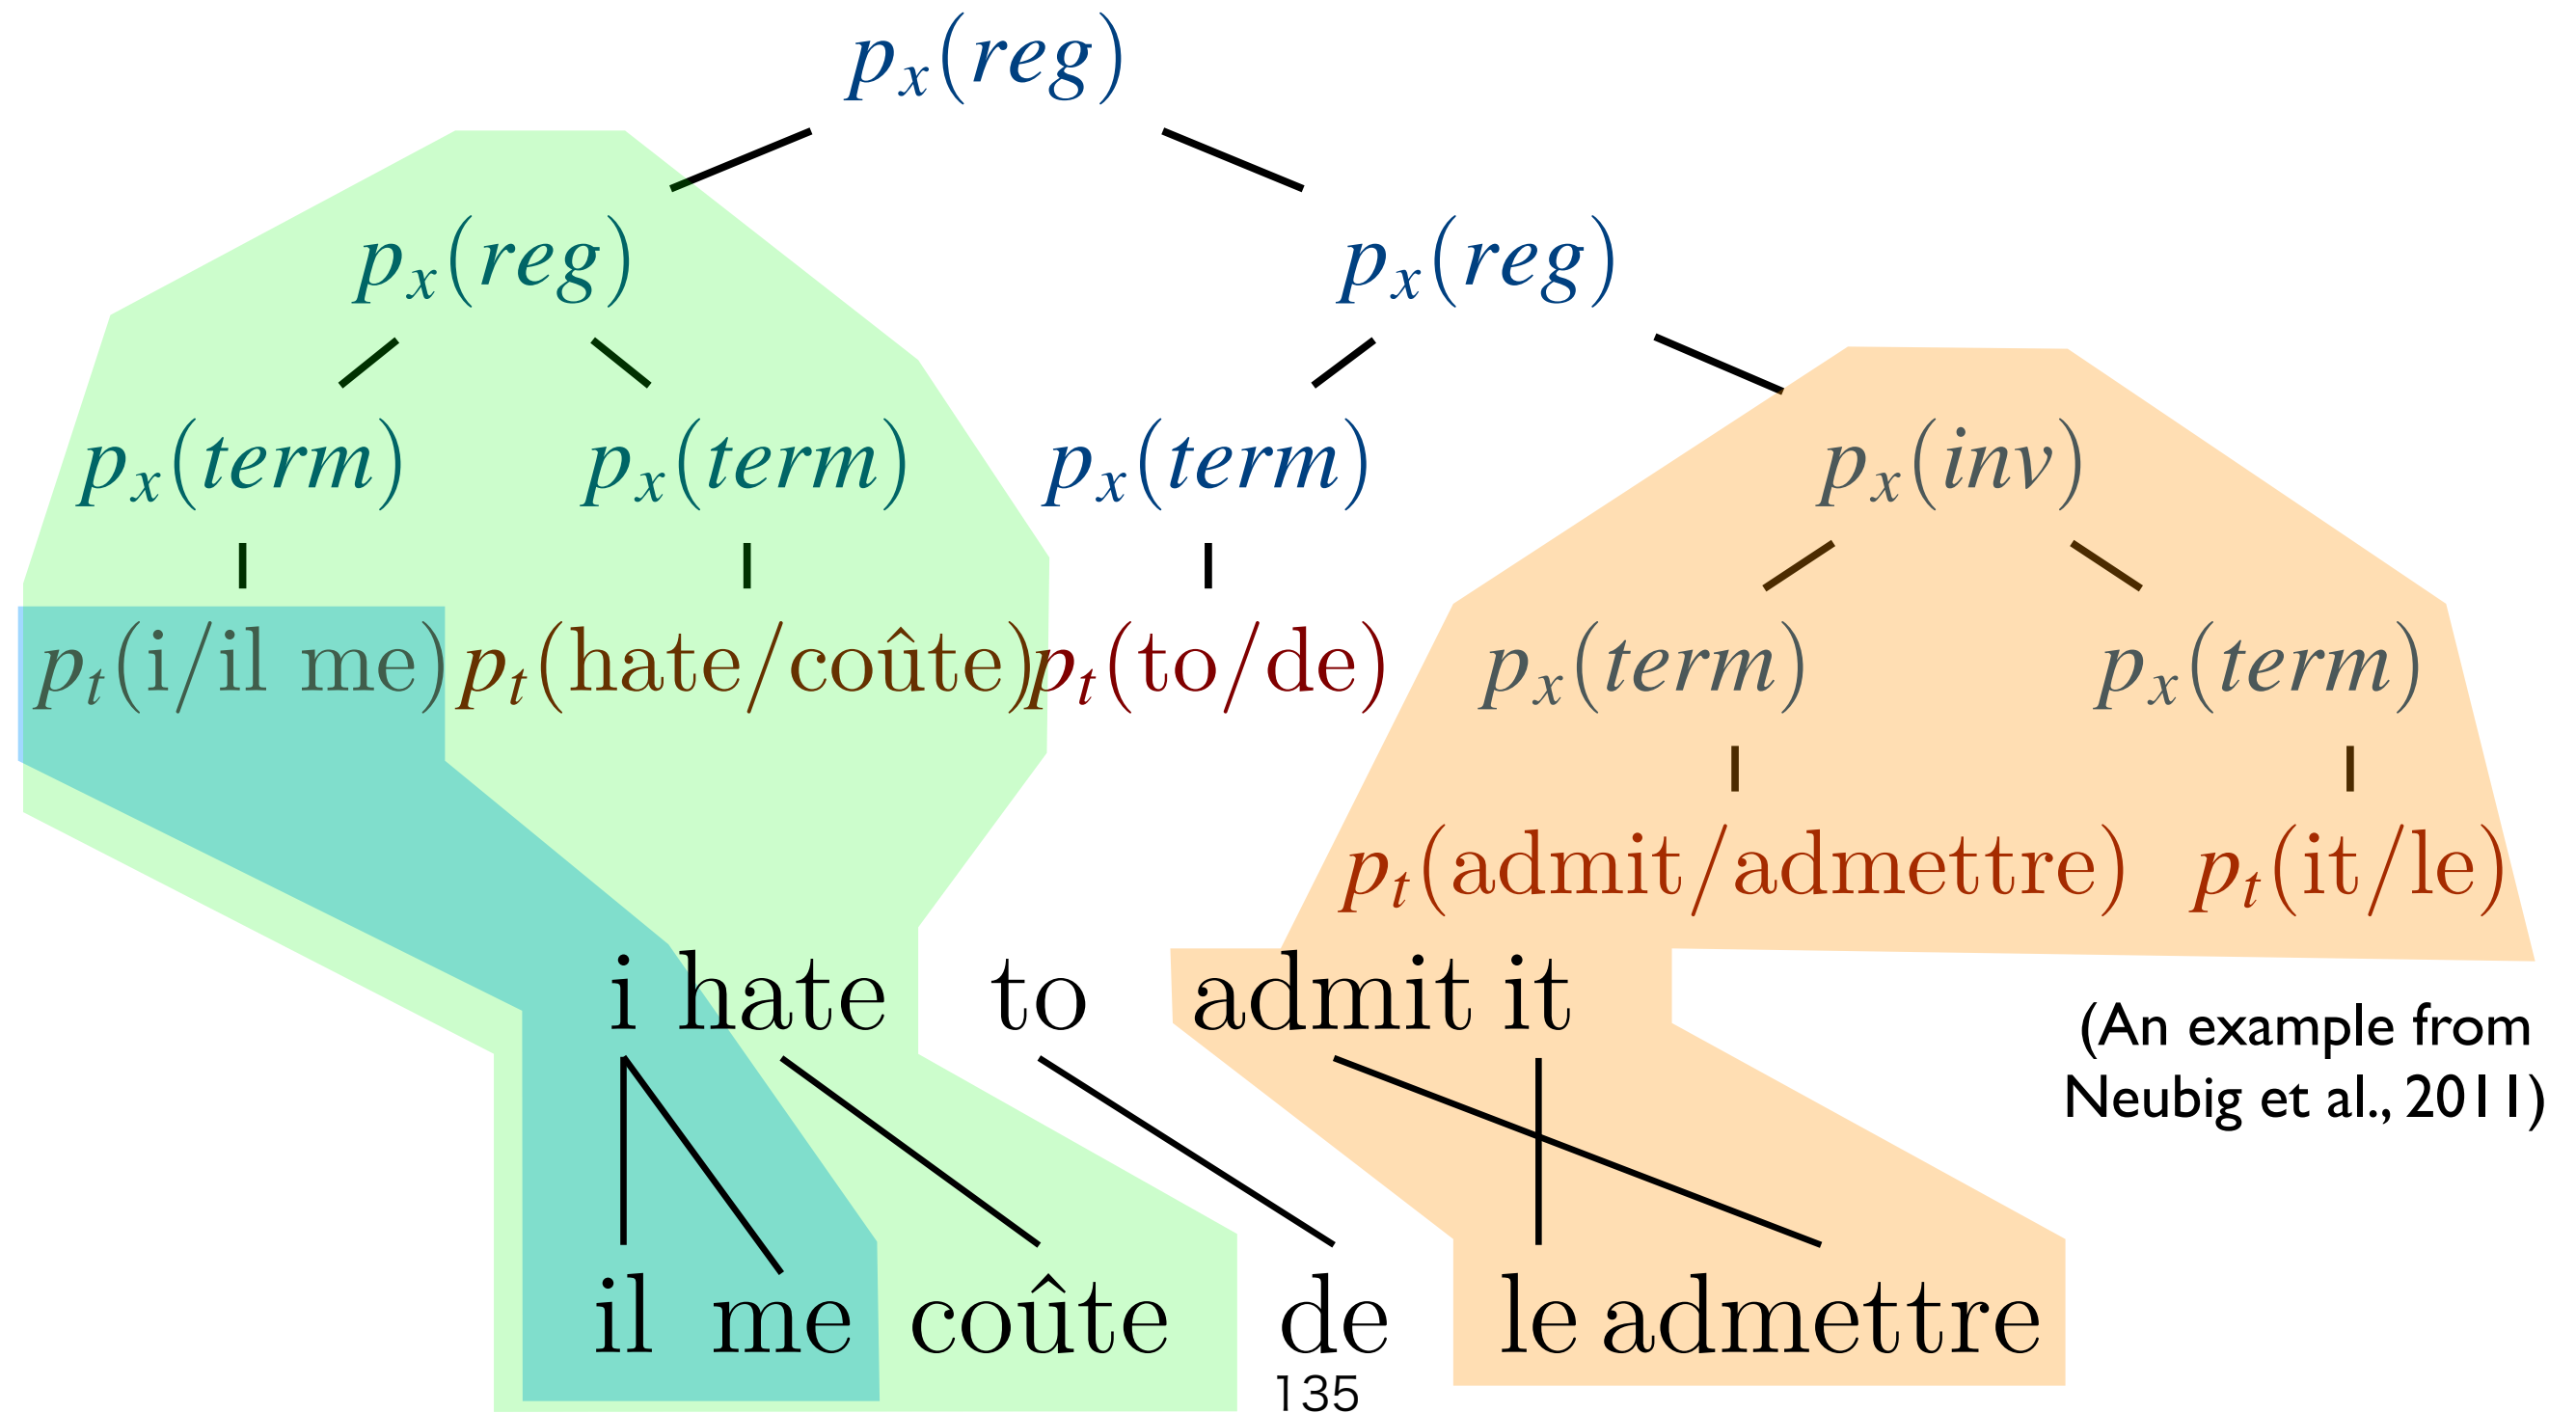 pₓ(reg)
pₓ(reg) pₓ(reg)
pₓ(term) pₓ(term) pₓ(term) pₓ(inv)
pₜ(i/il me) pₜ(hate/coûte) pₜ(to/de) pₓ(term) pₓ(term)
pₜ(admit/admettre) pₜ(it/le)
i hate to admit it
(An example from
Neubig et al., 2011)
il me coûte de le admettre
135